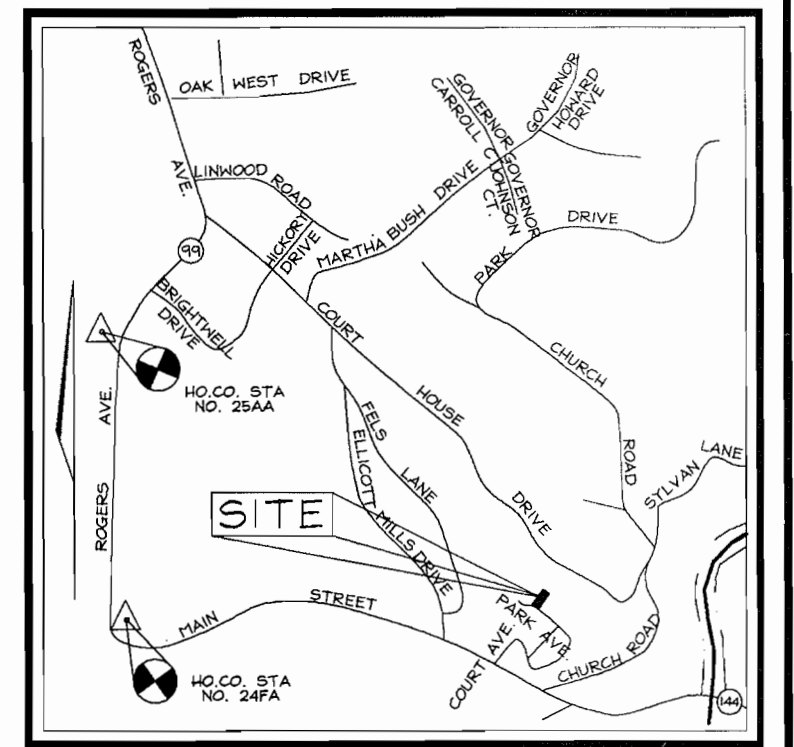 ROGERS
AVE.
OAK WEST DRIVE
LINWOOD ROAD
HICKORY
DRIVE
99
BRIGHTWELL
DRIVE
MARTHA BUSH DRIVE
GOVERNOR
CARROLL CT.
GOVERNOR
JOHNSON
GOVERNOR
HOWARD
DRIVE
PARK DRIVE
HO.CO. STA
NO. 25AA
ROGERS AVE.
COURT HOUSE DRIVE
CHURCH ROAD
SYLVAN LANE
FELS LANE
ELLICOTT MILLS DRIVE
SITE
MAIN STREET
PARK AVE.
COURT AVE.
CHURCH ROAD
144
HO.CO. STA
NO. 24FA